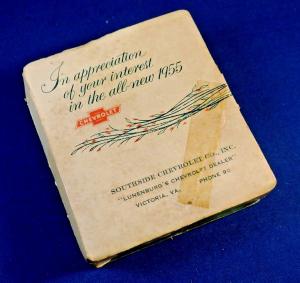 In appreciation
of your interest
in the all-new 1955
CHEVROLET
SOUTHSIDE CHEVROLET CO., INC.
"LUNENBURG'S CHEVROLET DEALER"
VICTORIA, VA. PHONE 90